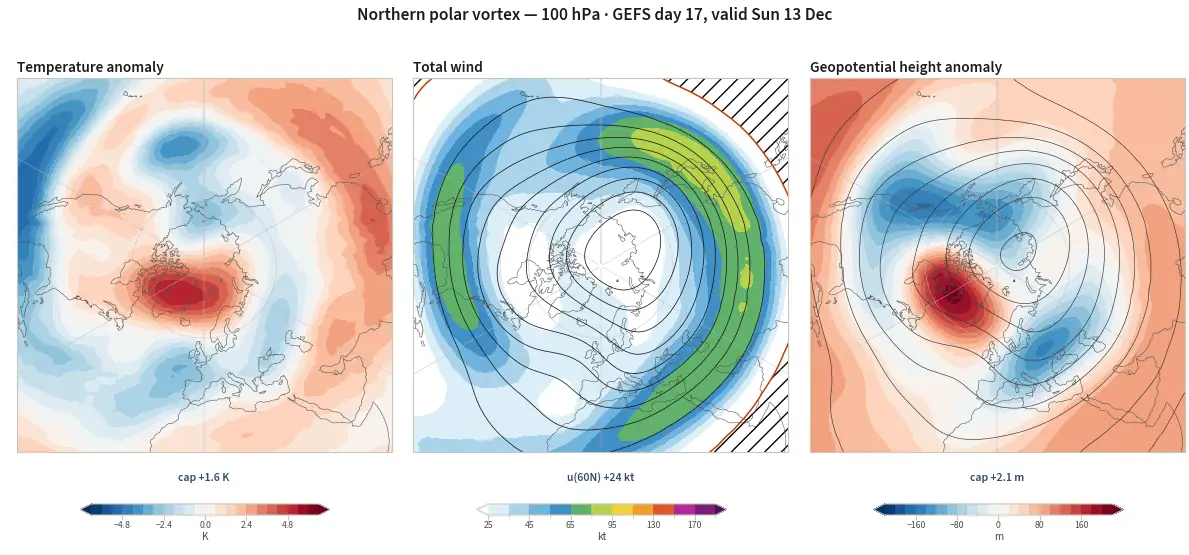 Northern polar vortex — 100 hPa · GEFS day 17, valid Sun 13 Dec
Temperature anomaly
Total wind
Geopotential height anomaly
cap +1.6 K
u(60N) +24 kt
cap +2.1 m
−4.8 −2.4 0.0 2.4 4.8
K
25 45 65 95 130 170
kt
−160 −80 0 80 160
m